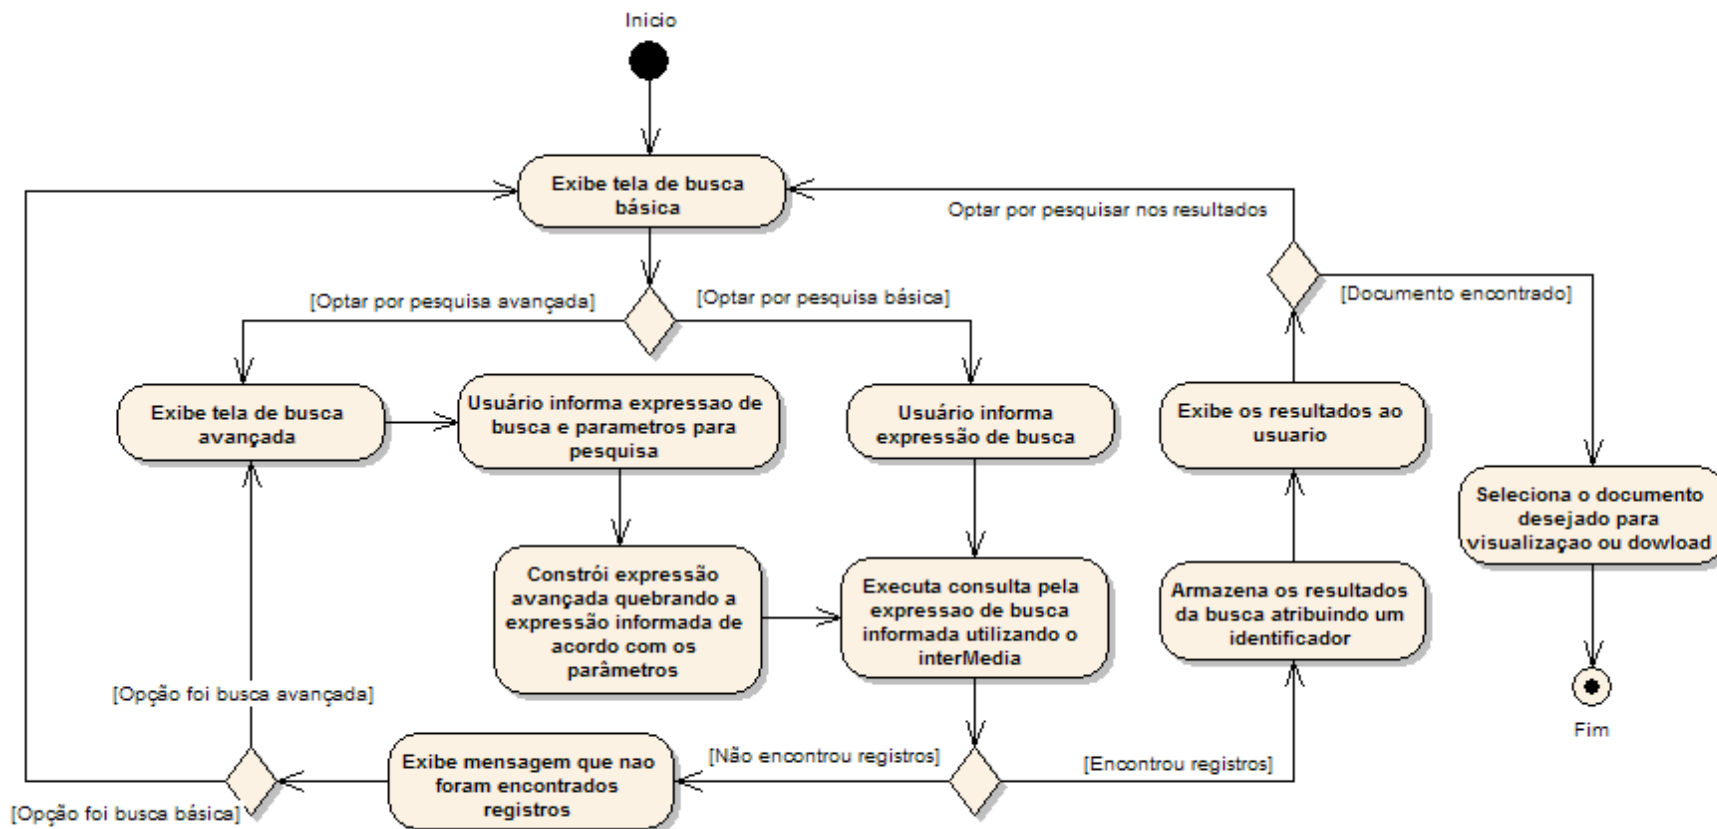 Inicio
Exibe tela de busca
básica
Optar por pesquisar nos resultados
[Optar por pesquisa avançada]
[Optar por pesquisa básica]
[Documento encontrado]
Exibe tela de busca
avançada
Usuário informa expressao de
busca e parametros para
pesquisa
Usuário informa
expressão de busca
Exibe os resultados ao
usuario
Seleciona o documento
desejado para
visualizaçao ou dowload
Constrói expressão
avançada quebrando a
expressão informada de
acordo com os
parâmetros
Executa consulta pela
expressao de busca
informada utilizando o
interMedia
Armazena os resultados
da busca atribuindo um
identificador
[Opção foi busca avançada]
Fim
Exibe mensagem que nao
foram encontrados
registros
[Não encontrou registros]
[Encontrou registros]
[Opção foi busca básica]